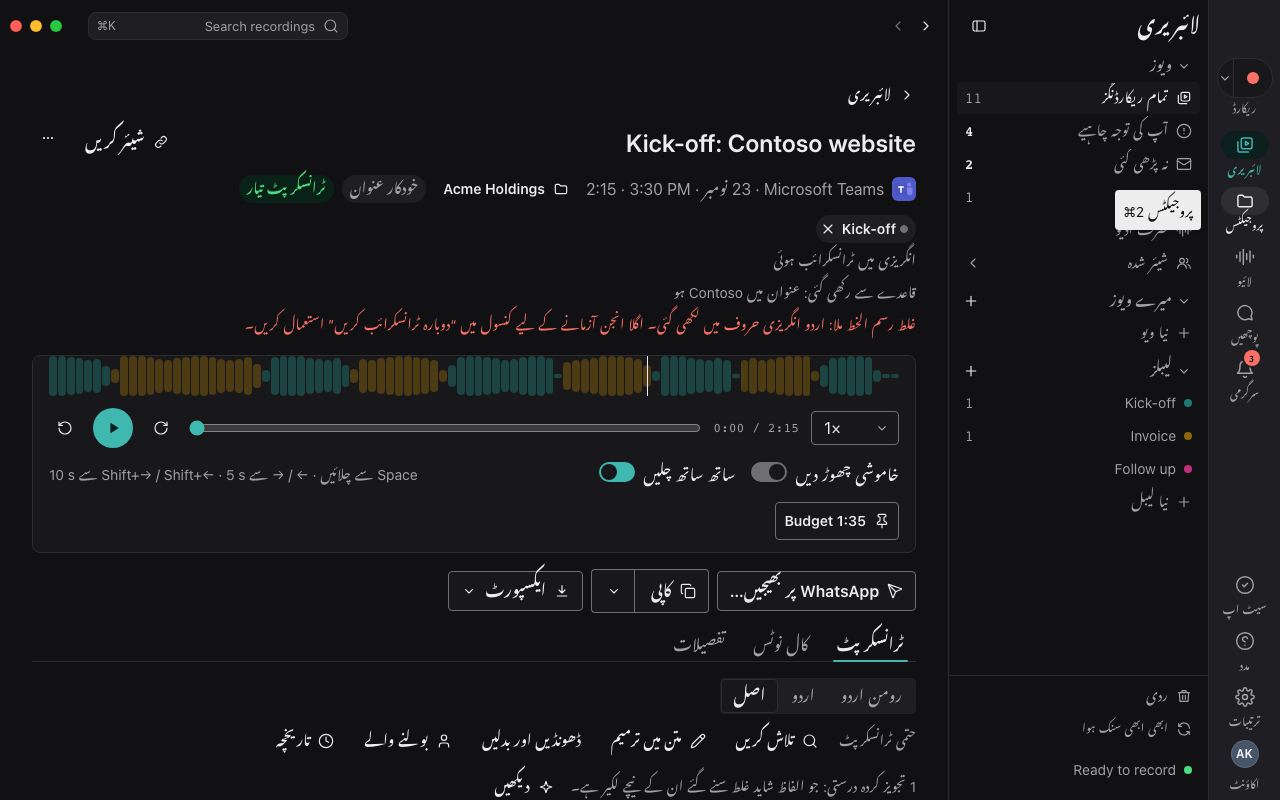 لائبریری
⌘K Search recordings
ویوز
تمام ریکارڈنگز 11
آپ کی توجہ چاہیے 4
نہ پڑھی گئی 2
1
پروجیکٹس ⌘2
شیئر شدہ
میرے ویوز
نیا ویو
لیبلز
Kick-off 1
Invoice 1
Follow up
نیا لیبل
ردی
ابھی ابھی سنک ہوا
Ready to record
ریکارڈ
لائبریری
پروجیکٹس
لائیو
پوچھیں
3
سرگرمی
سیٹ اپ
مدد
ترتیبات
AK
اکاؤنٹ
لائبریری
Kick-off: Contoso website
شیئر کریں
Microsoft Teams · 23 نومبر · 3:30 PM · 2:15 Acme Holdings خودکار عنوان ٹرانسکرپٹ تیار
Kick-off
انگریزی میں ٹرانسکرائب ہوئی
قاعدے سے رکھی گئی: عنوان میں Contoso ہو
غلط رسم الخط ملا: اردو انگریزی حروف میں لکھی گئی۔ اگلا انجن آزمانے کے لیے کنسول میں "دوبارہ ٹرانسکرائب کریں" استعمال کریں۔
0:00 / 2:15 1×
خاموشی چھوڑ دیں ساتھ ساتھ چلیں
Space سے چلائیں · ← / → سے 5 s · Shift+← / Shift+→ سے 10 s
Budget 1:35
WhatsApp پر بھیجیں... کاپی ایکسپورٹ
ٹرانسکرپٹ کال نوٹس تفصیلات
رومن اردو اردو اصل
حتمی ٹرانسکرپٹ تلاش کریں متن میں ترمیم ڈھونڈیں اور بدلیں بولنے والے تاریخچہ
1 تجویز کردہ درستی: جو الفاظ شاید غلط سنے گئے ان کے نیچے لکیر ہے۔ دیکھیں